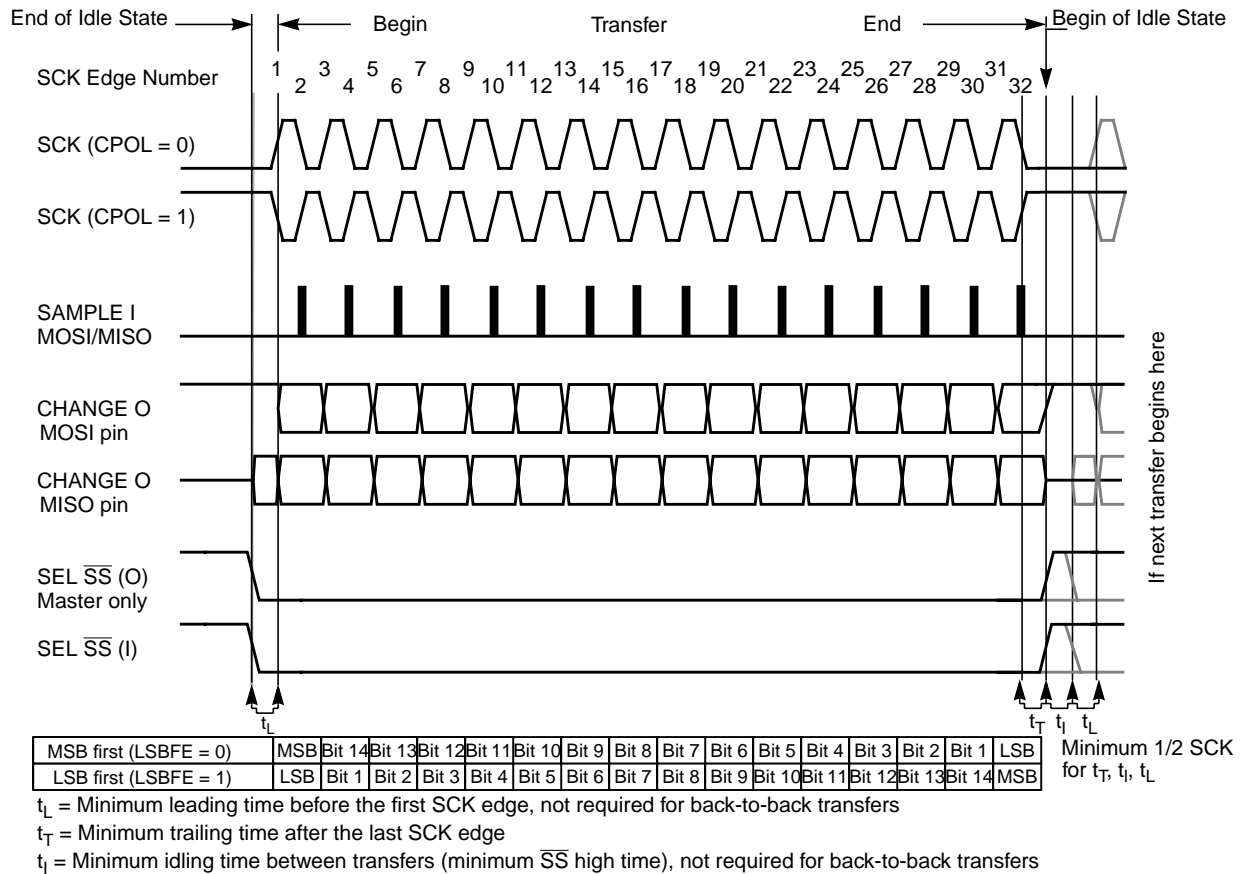 End of Idle State
Begin
Transfer
End
Begin of Idle State
SCK Edge Number
1 3 5 7 9 11 13 15 17 19 21 23 25 27 29 31
2 4 6 8 10 12 14 16 18 20 22 24 26 28 30 32
SCK (CPOL = 0)
SCK (CPOL = 1)
SAMPLE I
MOSI/MISO
CHANGE O
MOSI pin
CHANGE O
MISO pin
SEL SS (O)
Master only
SEL SS (I)
If next transfer begins here
tL
tT tI tL
MSB first (LSBFE = 0) MSB Bit 14 Bit 13 Bit 12 Bit 11 Bit 10 Bit 9 Bit 8 Bit 7 Bit 6 Bit 5 Bit 4 Bit 3 Bit 2 Bit 1 LSB
LSB first (LSBFE = 1) LSB Bit 1 Bit 2 Bit 3 Bit 4 Bit 5 Bit 6 Bit 7 Bit 8 Bit 9 Bit 10 Bit 11 Bit 12 Bit 13 Bit 14 MSB
Minimum 1/2 SCK
for tT, tI, tL
tL = Minimum leading time before the first SCK edge, not required for back-to-back transfers
tT = Minimum trailing time after the last SCK edge
tI = Minimum idling time between transfers (minimum SS high time), not required for back-to-back transfers